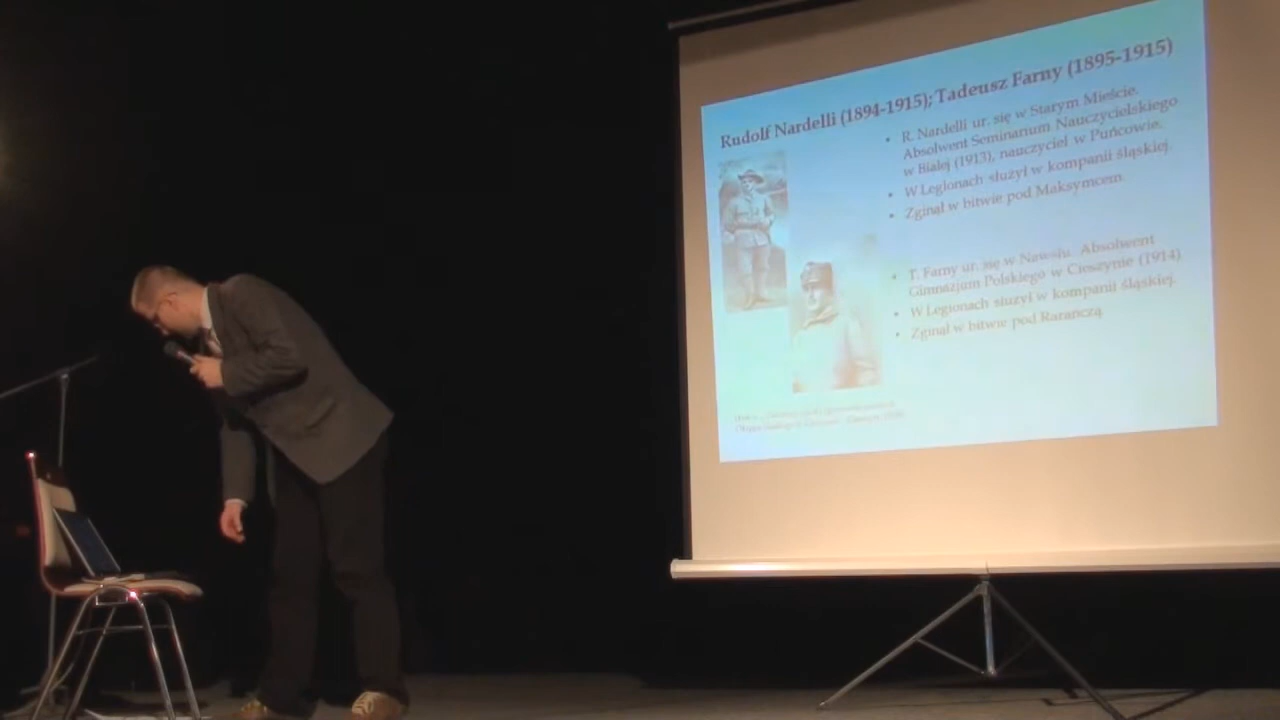 Rudolf Nardelli (1894-1915); Tadeusz Farny (1895-1915)
• R. Nardelli ur. się w Starym Mieście.
Absolwent Seminarium Nauczycielskiego
w Białej (1913), nauczyciel w Puńcowie.
• W Legionach służył w kompanii śląskiej.
• Zginął w bitwie pod Maksymcem.
• T. Farny ur. się w Nawsiu. Absolwent
Gimnazjum Polskiego w Cieszynie (1914)
• W Legionach służył w kompanii śląskiej.
• Zginął w bitwie pod Rarańczą